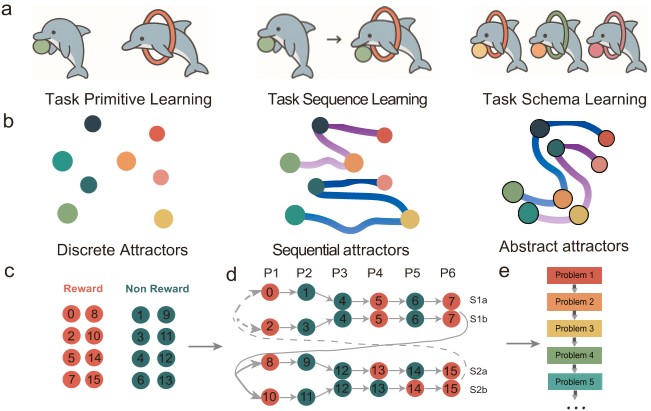 a
Task Primitive Learning
Task Sequence Learning
Task Schema Learning
b
Discrete Attractors
Sequential attractors
Abstract attractors
c
Reward
Non Reward
0 8
2 10
5 14
7 15
1 9
3 11
4 12
6 13
d
P1 P2 P3 P4 P5 P6
0 1 4 5 6 7 S1a
2 3 4 5 6 7 S1b
8 9 12 13 14 15 S2a
10 11 12 13 14 15 S2b
e
Problem 1
Problem 2
Problem 3
Problem 4
Problem 5
...